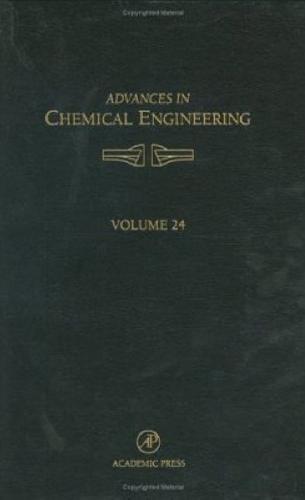 ADVANCES IN
CHEMICAL ENGINEERING
VOLUME 24
AP
ACADEMIC PRESS